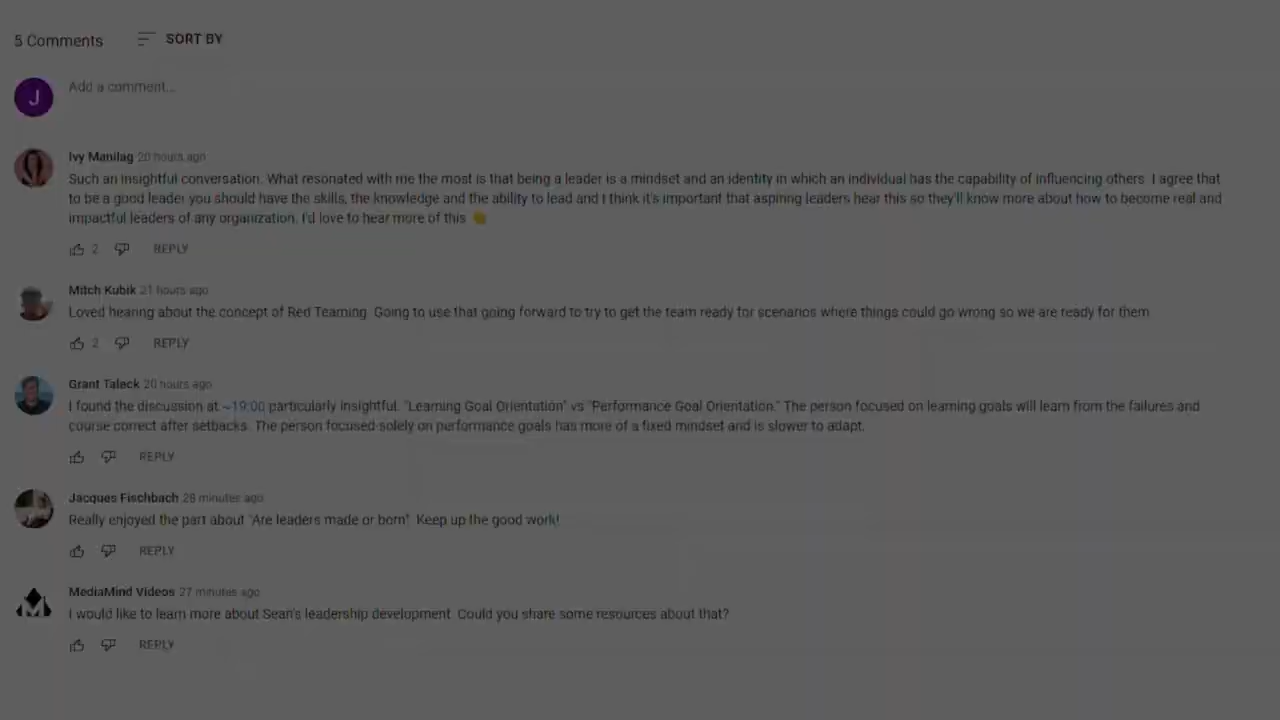 5 Comments SORT BY
J
Add a comment...
Ivy Manilag 20 hours ago
Such an insightful conversation. What resonated with me the most is that being a leader is a mindset and an identity in which an individual has the capability of influencing others. I agree that
to be a good leader you should have the skills, the knowledge and the ability to lead and I think it's important that aspiring leaders hear this so they'll know more about how to become real and
impactful leaders of any organization. I'd love to hear more of this 👏
2 REPLY
Mitch Kubik 21 hours ago
Loved hearing about the concept of Red Teaming. Going to use that going forward to try to get the team ready for scenarios where things could go wrong so we are ready for them.
2 REPLY
Grant Taleck 20 hours ago
I found the discussion at ~19:00 particularly insightful. "Learning Goal Orientation" vs "Performance Goal Orientation." The person focused on learning goals will learn from the failures and
course correct after setbacks. The person focused solely on performance goals has more of a fixed mindset and is slower to adapt.
REPLY
Jacques Fischbach 28 minutes ago
Really enjoyed the part about "Are leaders made or born". Keep up the good work!
REPLY
MediaMind Videos 27 minutes ago
I would like to learn more about Sean's leadership development. Could you share some resources about that?
REPLY